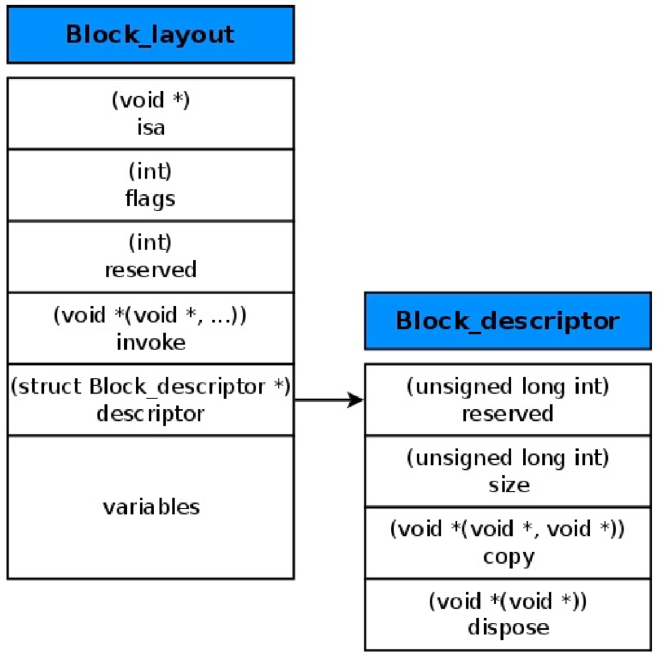 Block_layout
(void *)
isa
(int)
flags
(int)
reserved
(void *(void *, ...))
invoke
(struct Block_descriptor *)
descriptor
variables
Block_descriptor
(unsigned long int)
reserved
(unsigned long int)
size
(void *(void *, void *))
copy
(void *(void *))
dispose